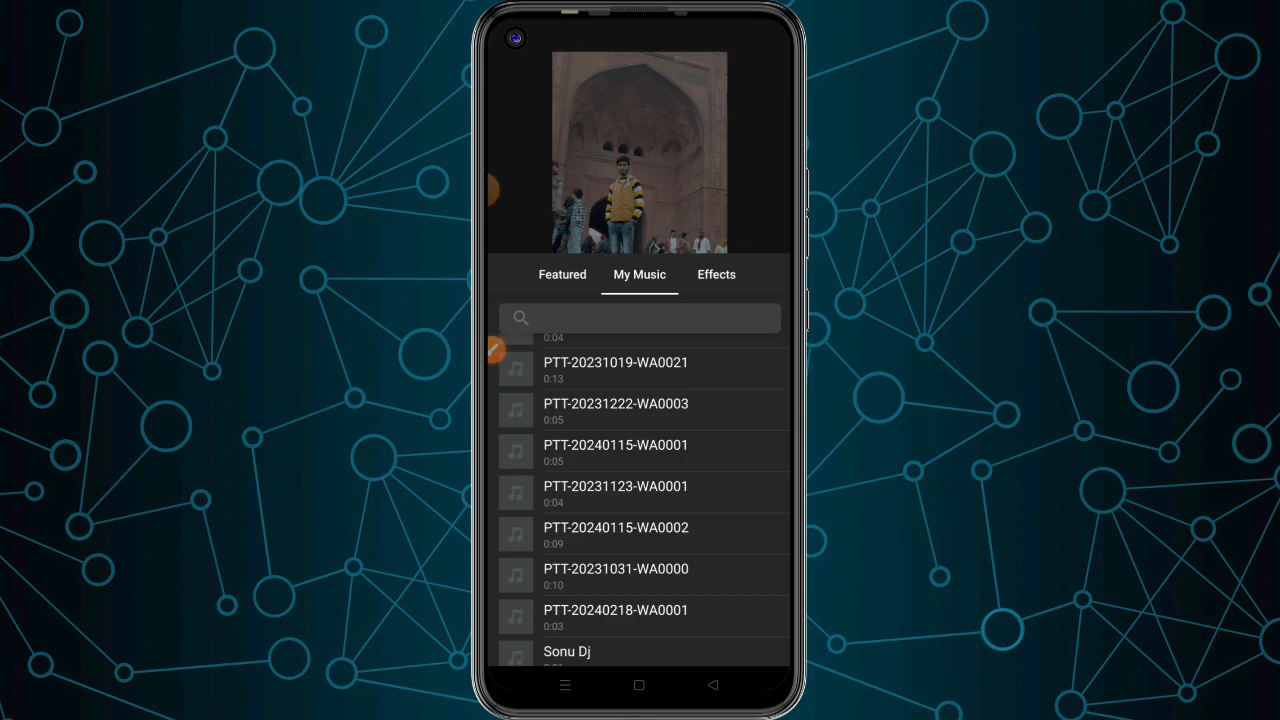 Featured My Music Effects
0:04
PTT-20231019-WA0021
0:13
PTT-20231222-WA0003
0:05
PTT-20240115-WA0001
0:05
PTT-20231123-WA0001
0:04
PTT-20240115-WA0002
0:09
PTT-20231031-WA0000
0:10
PTT-20240218-WA0001
0:03
Sonu Dj